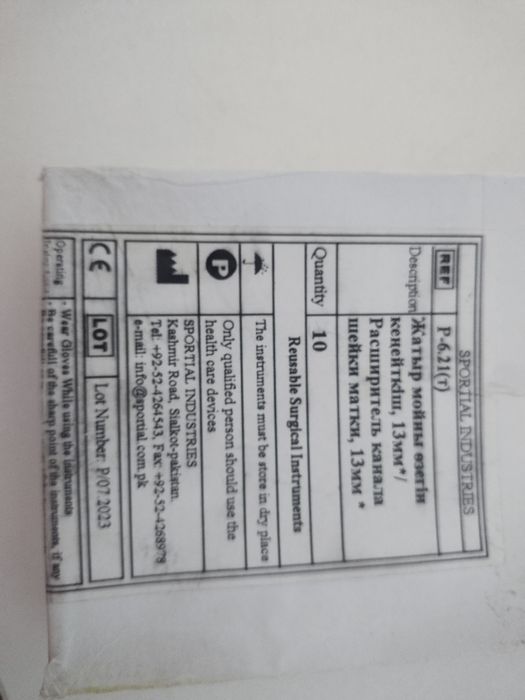 SPORTIAL INDUSTRIES
REF P-6.21(т)
Description Жатыр мойны өзегін
кеңейткіш, 13мм*/
Расширитель канала
шейки матки, 13мм *
Quantity 10
Reusable Surgical Instruments
The instruments must be store in dry place
P Only qualified person should use the
health care devices
SPORTIAL INDUSTRIES
Kashmir Road, Sialkot-pakistan.
Tel: +92-52-4264543, Fax: +92-52-4268978
e-mail: info@sportial.com.pk
CE LOT Lot Number: P/07.2023
Operating • Wear Gloves While using the instruments
• Be careful of the sharp point of the instruments, if any